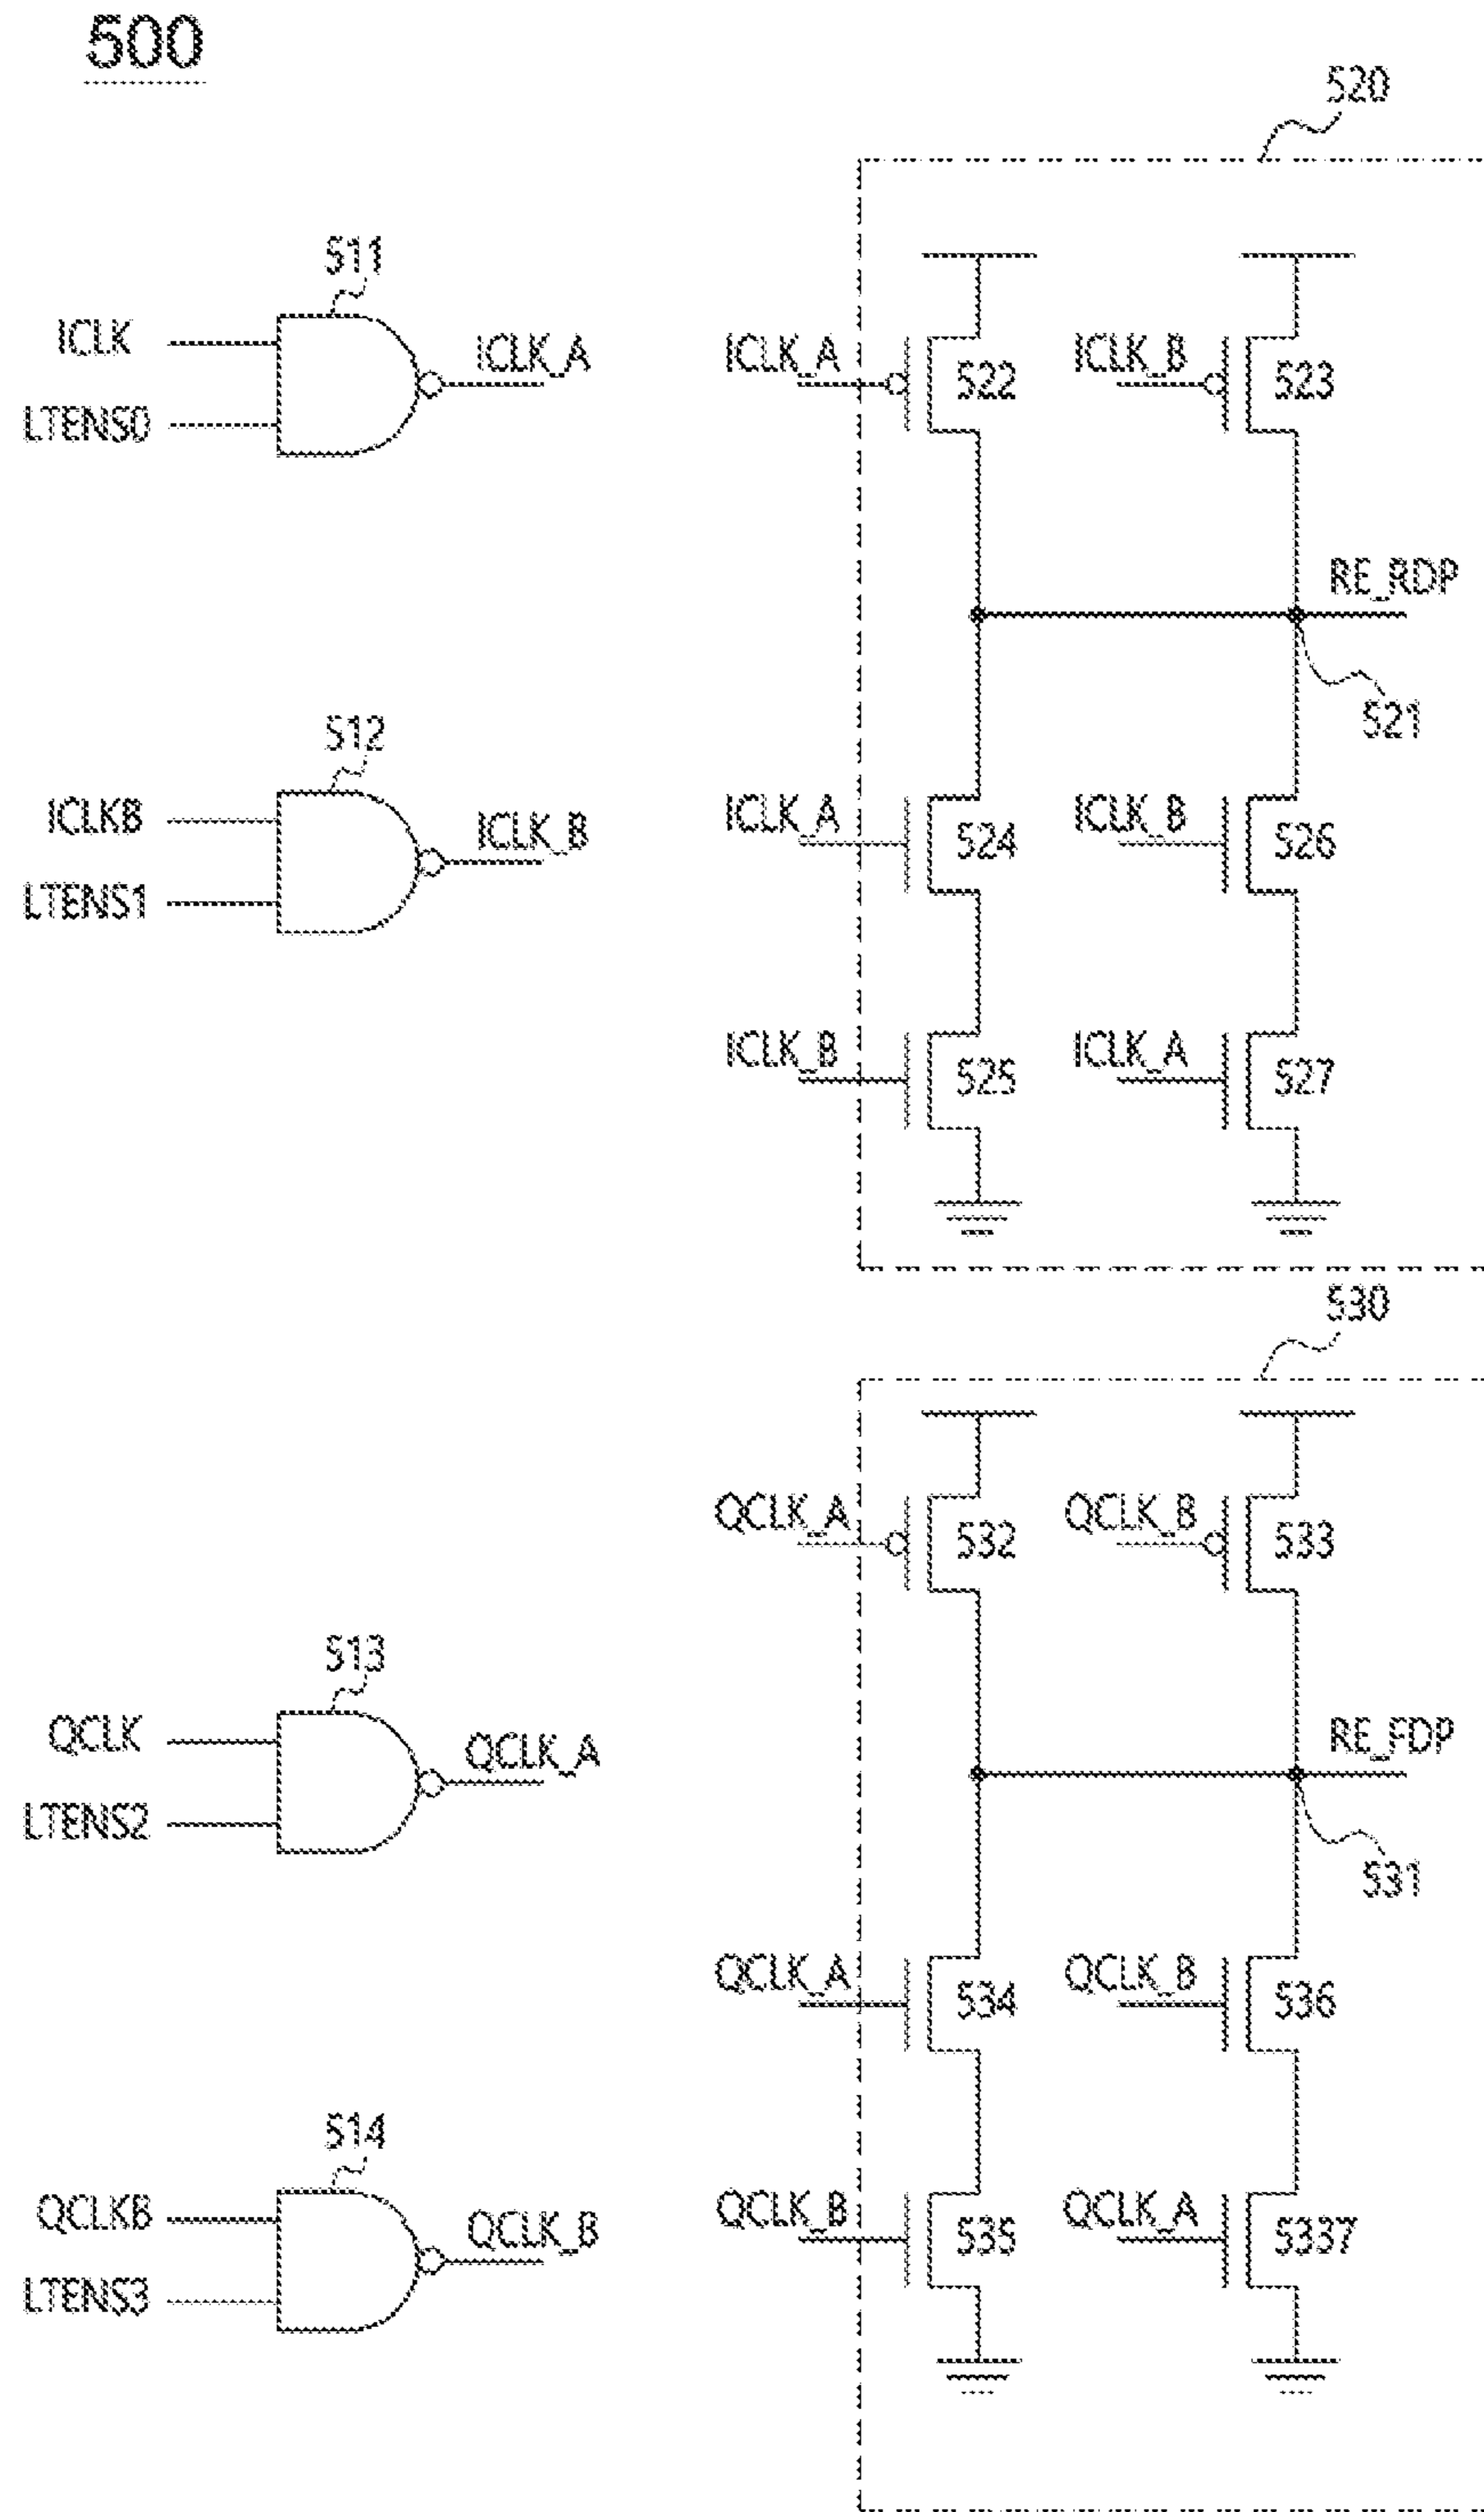 500
520
511
ICLK
ICLK_A
LTENS0
ICLK_A
522
ICLK_B
523
RE_RDP
521
512
ICLKB
ICLK_B
LTENS1
ICLK_A
524
ICLK_B
526
ICLK_B
525
ICLK_A
527
530
QCLK_A
532
QCLK_B
533
513
QCLK
QCLK_A
LTENS2
RE_FDP
531
QCLK_A
534
QCLK_B
536
514
QCLKB
QCLK_B
LTENS3
QCLK_B
535
QCLK_A
5337